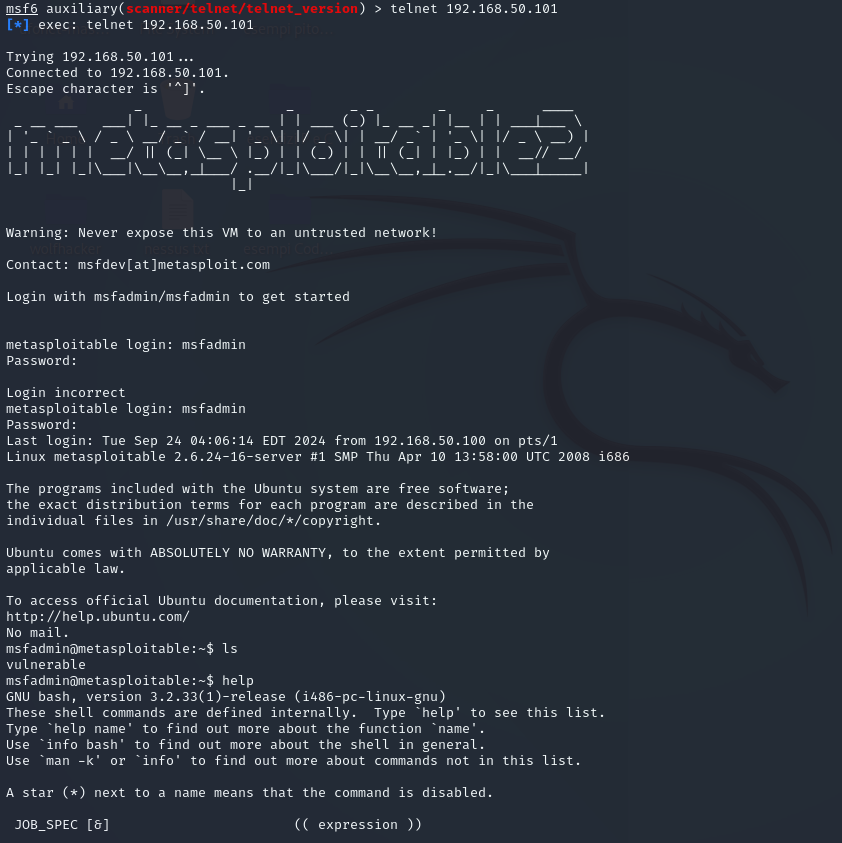 msf6 auxiliary(scanner/telnet/telnet_version) > telnet 192.168.50.101
[*] exec: telnet 192.168.50.101
Trying 192.168.50.101...
Connected to 192.168.50.101.
Escape character is '^]'.
metasploitable2
Warning: Never expose this VM to an untrusted network!
Contact: msfdev[at]metasploit.com
Login with msfadmin/msfadmin to get started
metasploitable login: msfadmin
Password:
Login incorrect
metasploitable login: msfadmin
Password:
Last login: Tue Sep 24 04:06:14 EDT 2024 from 192.168.50.100 on pts/1
Linux metasploitable 2.6.24-16-server #1 SMP Thu Apr 10 13:58:00 UTC 2008 i686
The programs included with the Ubuntu system are free software;
the exact distribution terms for each program are described in the
individual files in /usr/share/doc/*/copyright.
Ubuntu comes with ABSOLUTELY NO WARRANTY, to the extent permitted by
applicable law.
To access official Ubuntu documentation, please visit:
http://help.ubuntu.com/
No mail.
msfadmin@metasploitable:~$ ls
vulnerable
msfadmin@metasploitable:~$ help
GNU bash, version 3.2.33(1)-release (i486-pc-linux-gnu)
These shell commands are defined internally.  Type `help' to see this list.
Type `help name' to find out more about the function `name'.
Use `info bash' to find out more about the shell in general.
Use `man -k' or `info' to find out more about commands not in this list.
A star (*) next to a name means that the command is disabled.
JOB_SPEC [&]                       (( expression ))